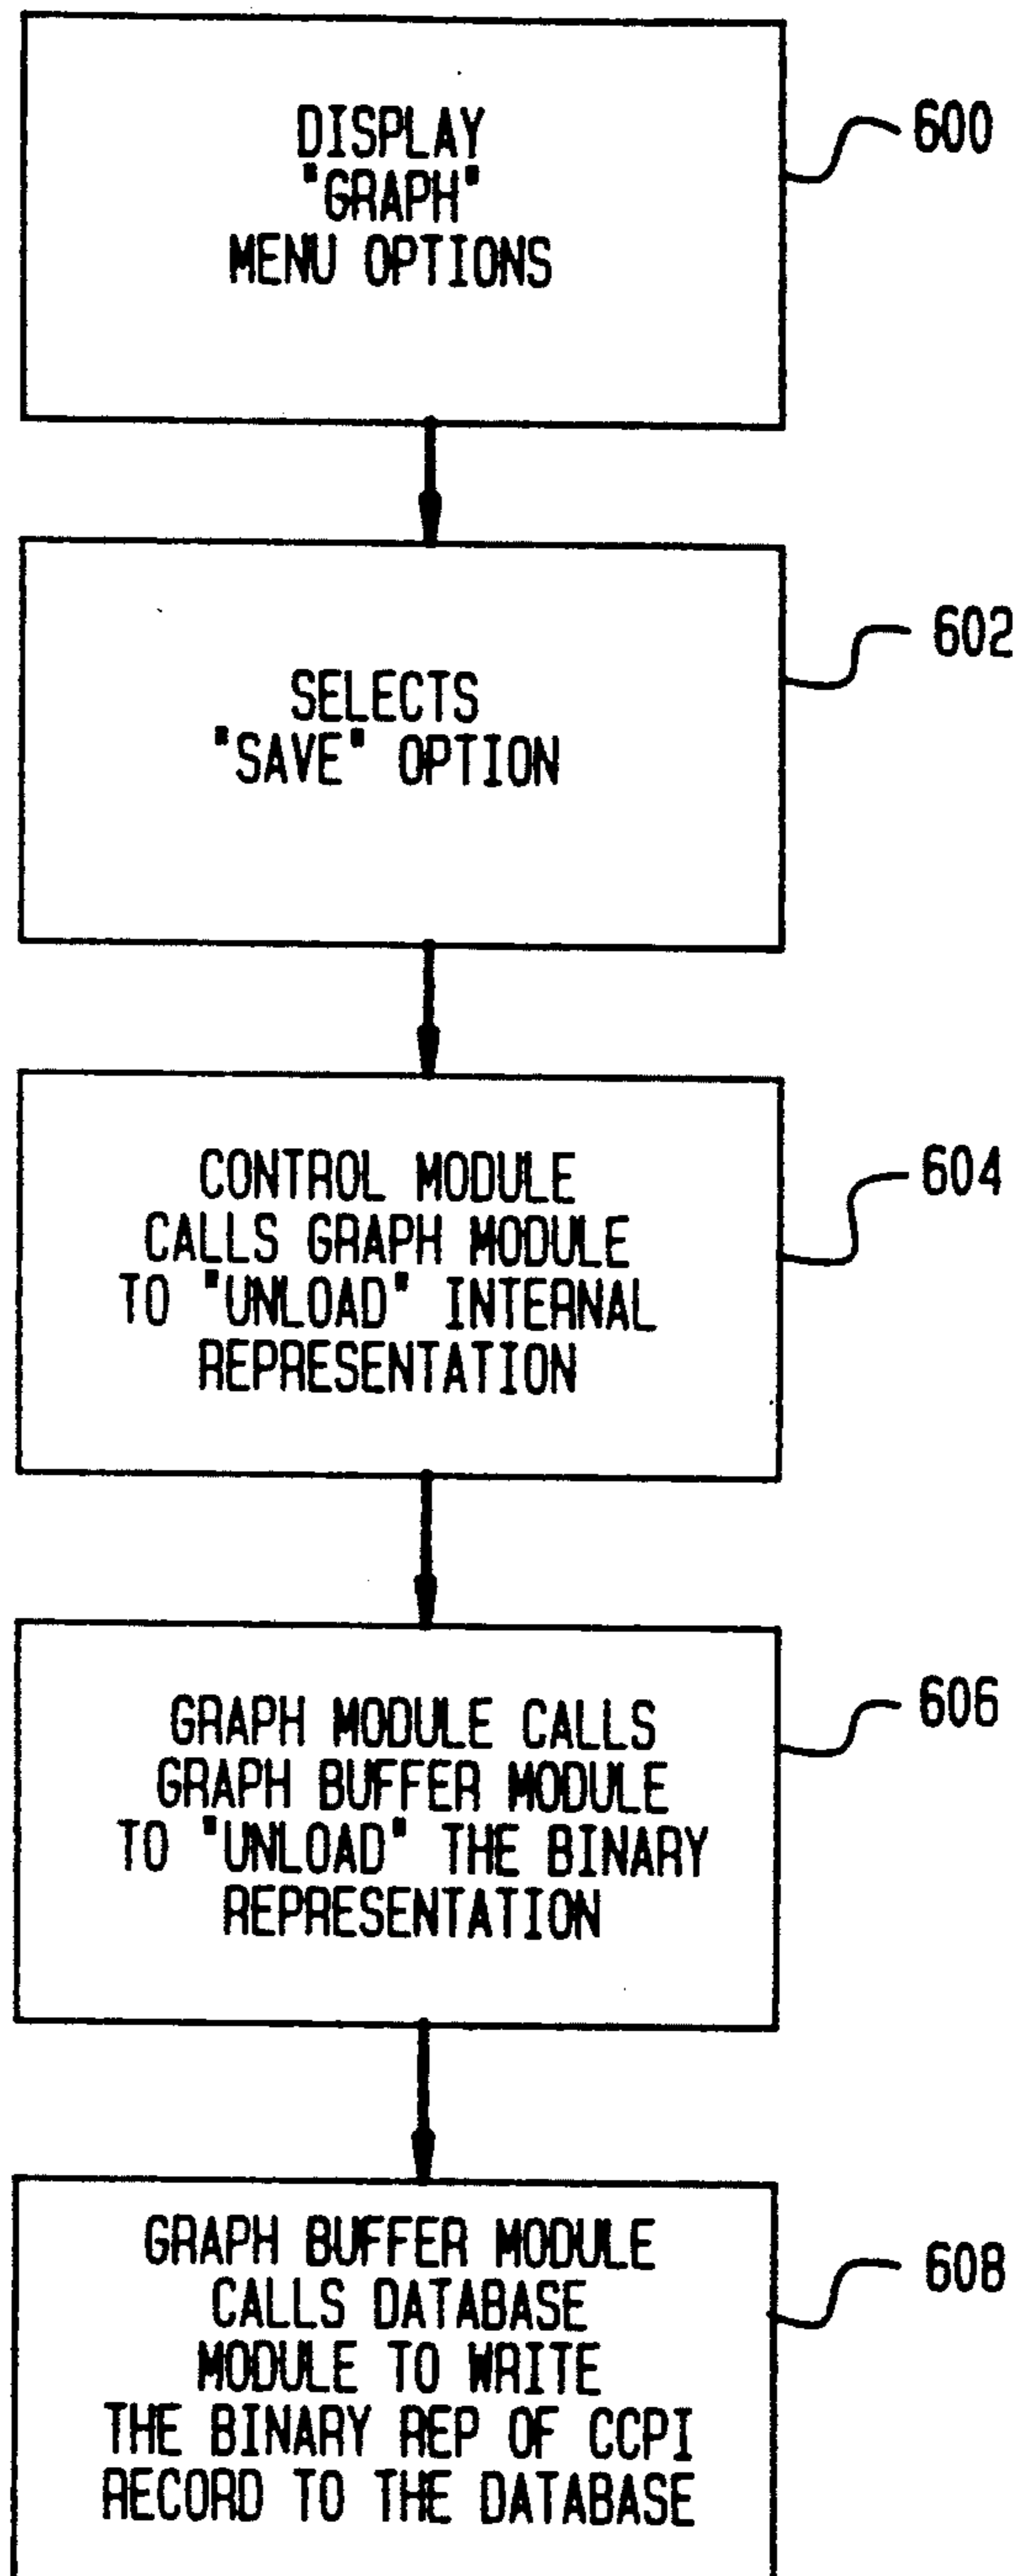 DISPLAY
"GRAPH"
MENU OPTIONS
600
SELECTS
"SAVE" OPTION
602
CONTROL MODULE
CALLS GRAPH MODULE
TO "UNLOAD" INTERNAL
REPRESENTATION
604
GRAPH MODULE CALLS
GRAPH BUFFER MODULE
TO "UNLOAD" THE BINARY
REPRESENTATION
606
GRAPH BUFFER MODULE
CALLS DATABASE
MODULE TO WRITE
THE BINARY REP OF CCPI
RECORD TO THE DATABASE
608